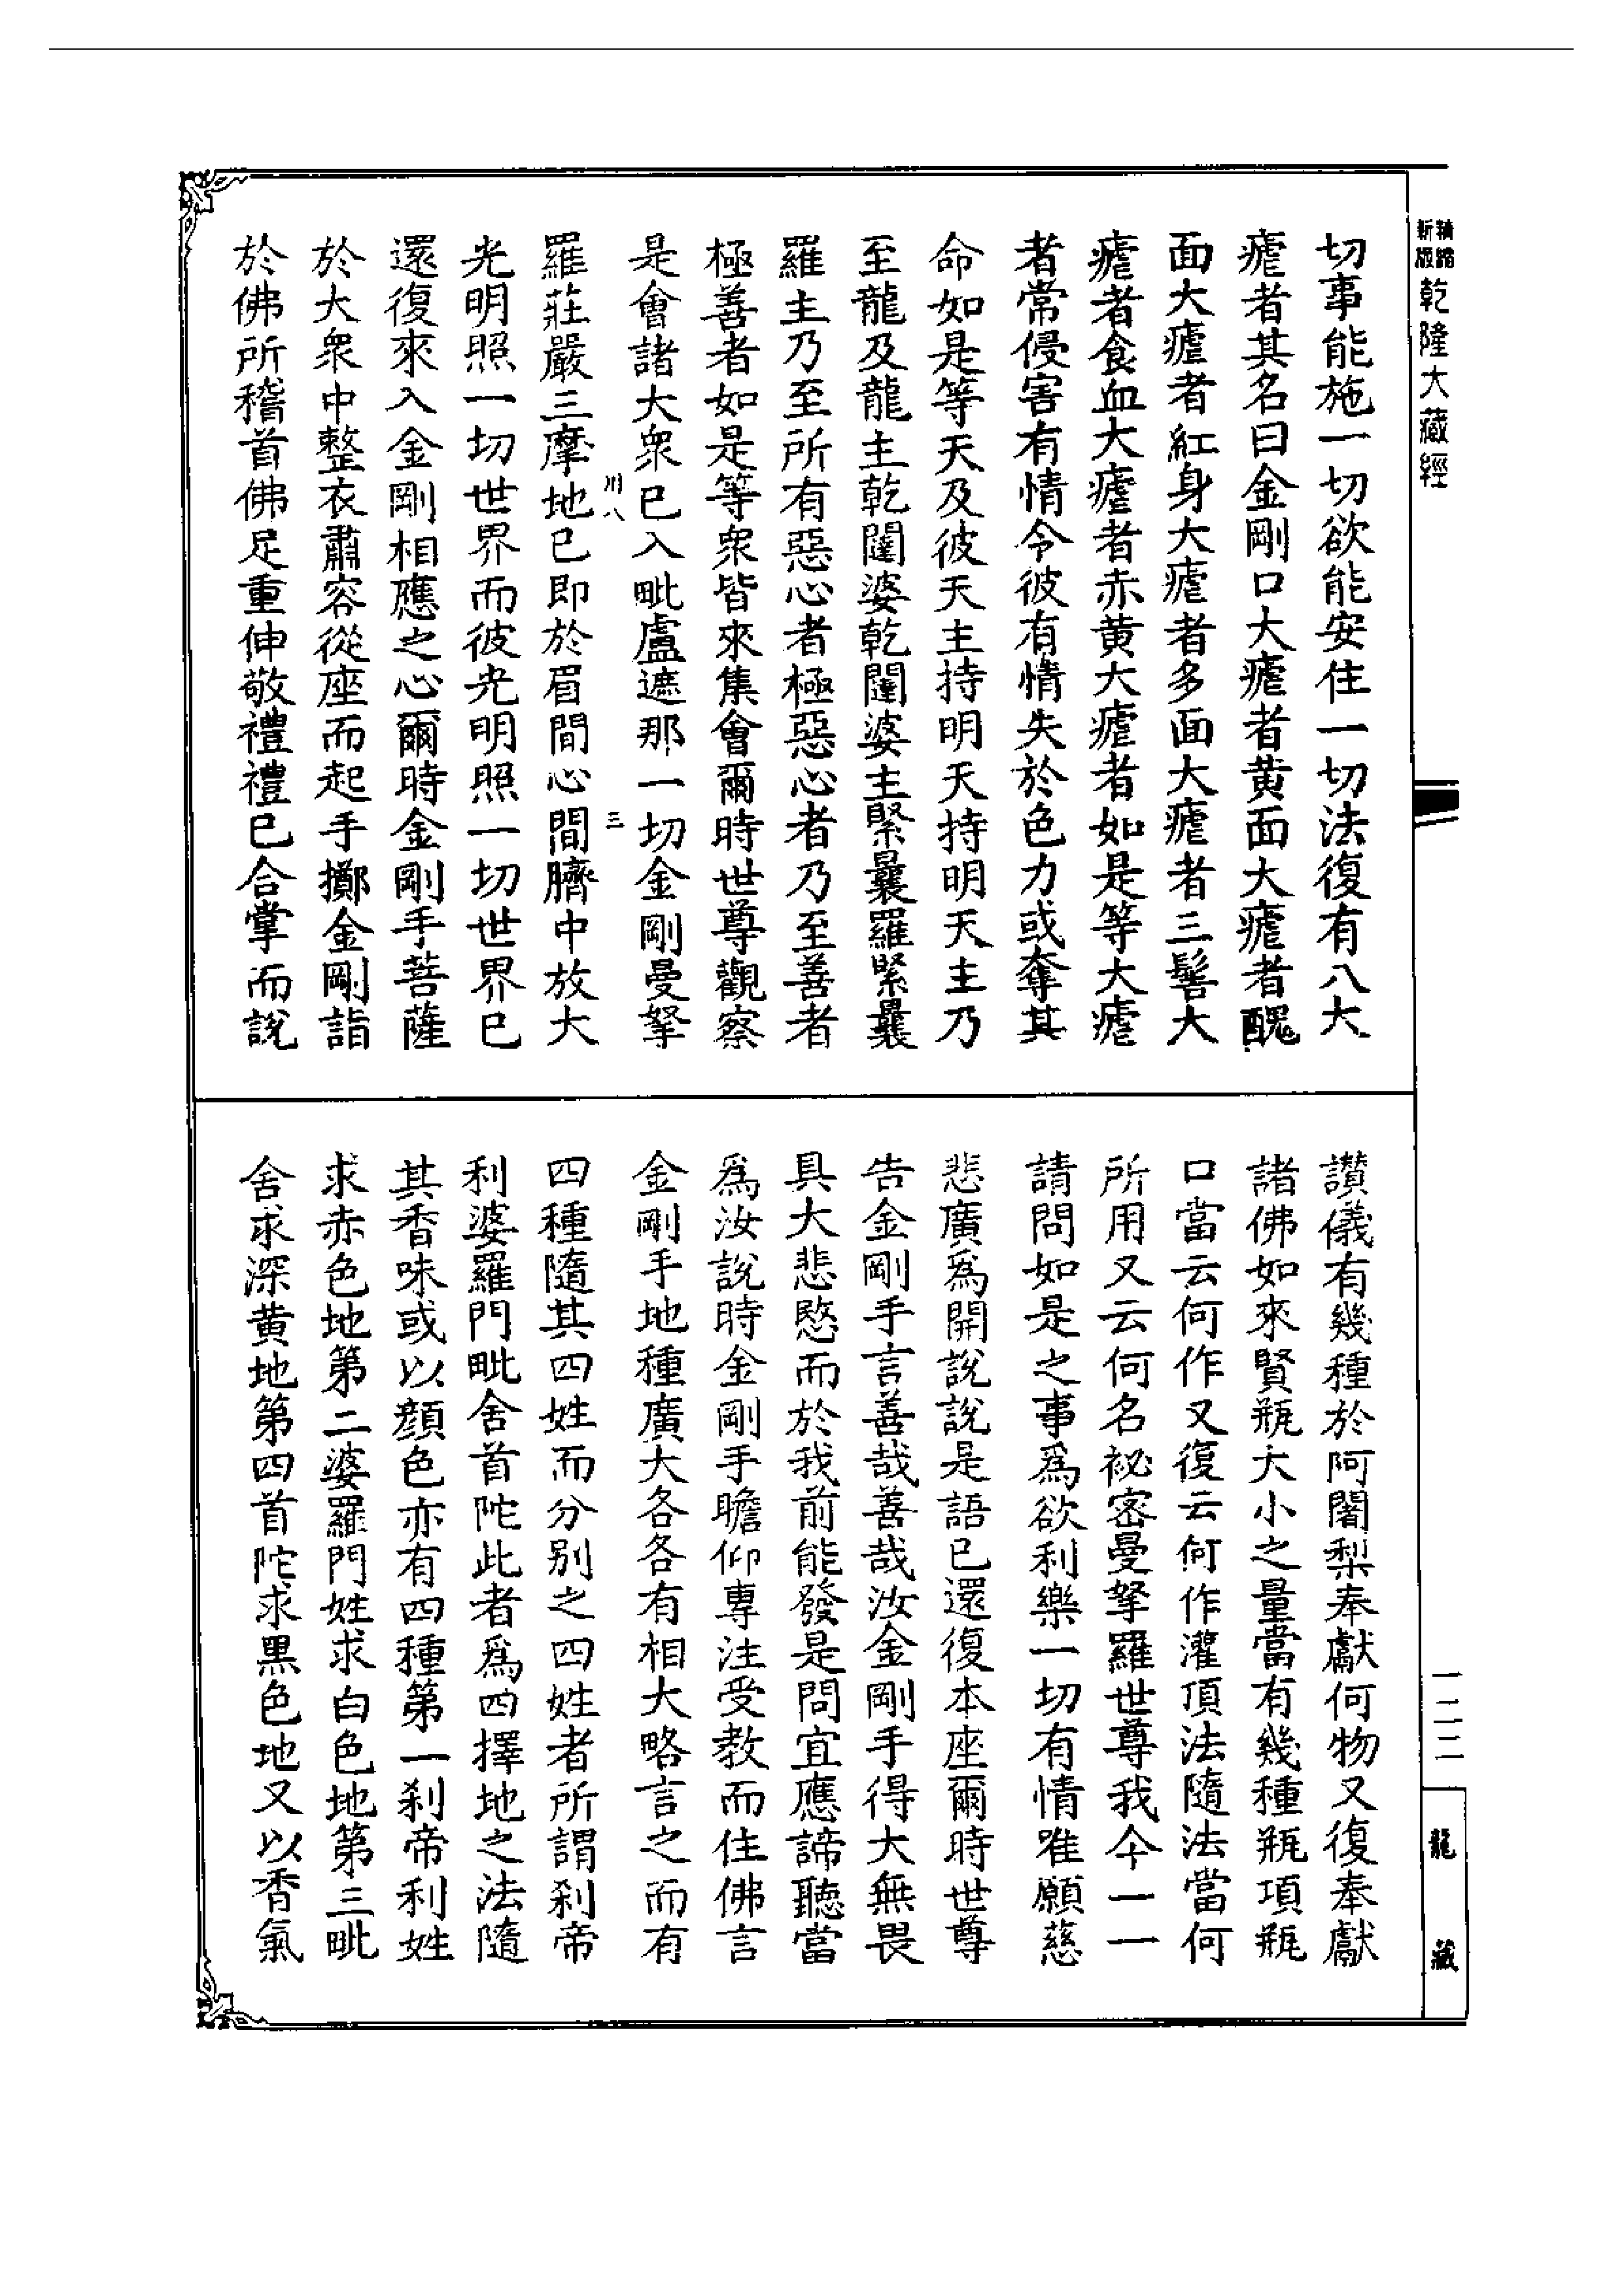 精緻新版
乾隆大藏經
切事能施一切欲能安住一切法復有八大
瘧者其名曰金剛口大瘧者黄面大瘧者醜
面大瘧者紅身大瘧者多面大瘧者三髻大
瘧者食血大瘧者赤黄大瘧者如是等大瘧
者常侵害有情令彼有情失於色力或奪其
命如是等天及彼天主持明天持明天主乃
至龍及龍主乾闥婆乾闥婆主緊曩羅緊曩
羅主乃至所有惡心者極惡心者乃至善者
極善者如是等衆皆來集會爾時世尊觀察
是會諸大衆已入毗盧遮那一切金剛曼拏
川八 三
羅莊嚴三摩地已即於眉間心間臍中放大
光明照一切世界而彼光明照一切世界已
還復來入金剛相應之心爾時金剛手菩薩
於大衆中整衣肅容從座而起手擲金剛詣
於佛所稽首佛足重伸敬禮禮已合掌而說
讚儀有幾種於阿闍梨奉獻何物又復奉獻
諸佛如來賢瓶大小之量當有幾種瓶項瓶
口當云何作又復云何作灌頂法隨法當何
所用又云何名祕密曼拏羅世尊我今一一
請問如是之事爲欲利樂一切有情唯願慈
悲廣爲開說說是語已還復本座爾時世尊
告金剛手言善哉善哉汝金剛手得大無畏
具大悲愍而於我前能發是問宜應諦聽當
爲汝說時金剛手瞻仰專注受教而住佛言
金剛手地種廣大各各有相大略言之而有
四種隨其四姓而分別之四姓者所謂刹帝
利婆羅門毗舍首陀此者爲四擇地之法隨
其香味或以顔色亦有四種第一刹帝利姓
求赤色地第二婆羅門姓求白色地第三毗
舍求深黄地第四首陀求黑色地又以香氣
一二二
龍藏